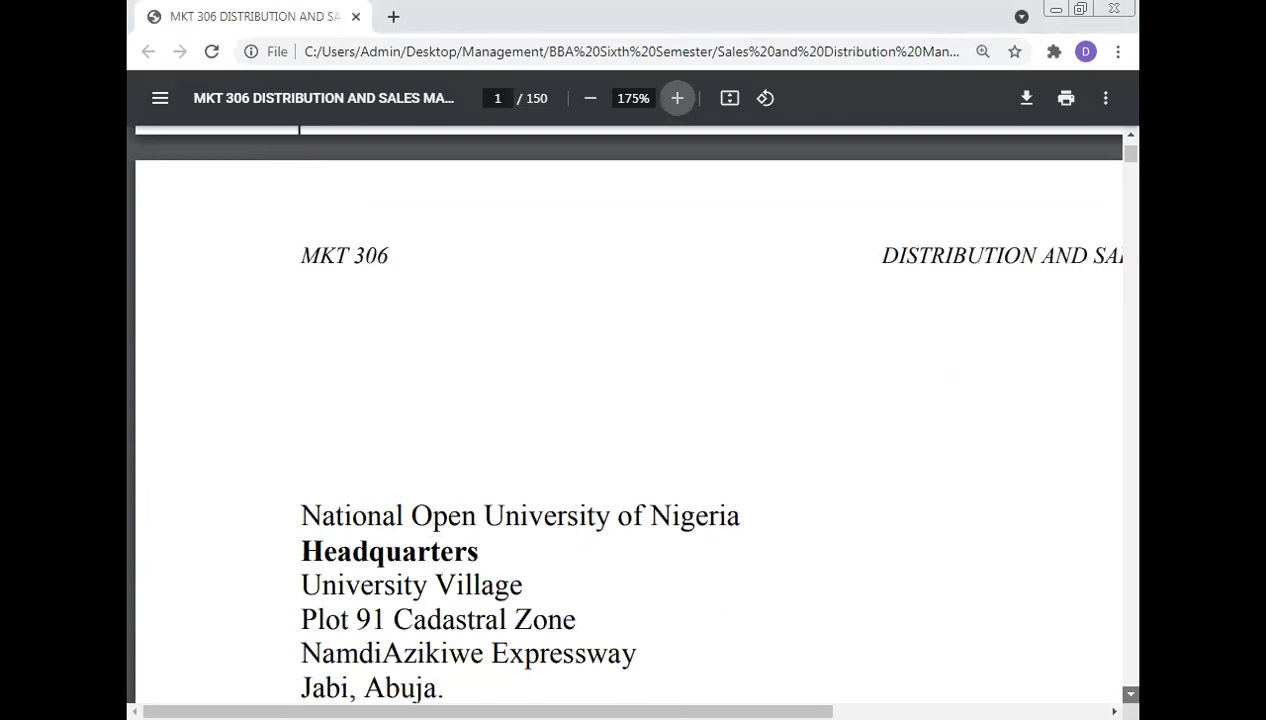 MKT 306 DISTRIBUTION AND SA
File C:/Users/Admin/Desktop/Management/BBA%20Sixth%20Semester/Sales%20and%20Distribution%20Man...
D
MKT 306 DISTRIBUTION AND SALES MA... 1 / 150 175%
MKT 306 DISTRIBUTION AND SAL
National Open University of Nigeria
Headquarters
University Village
Plot 91 Cadastral Zone
NamdiAzikiwe Expressway
Jabi, Abuja.